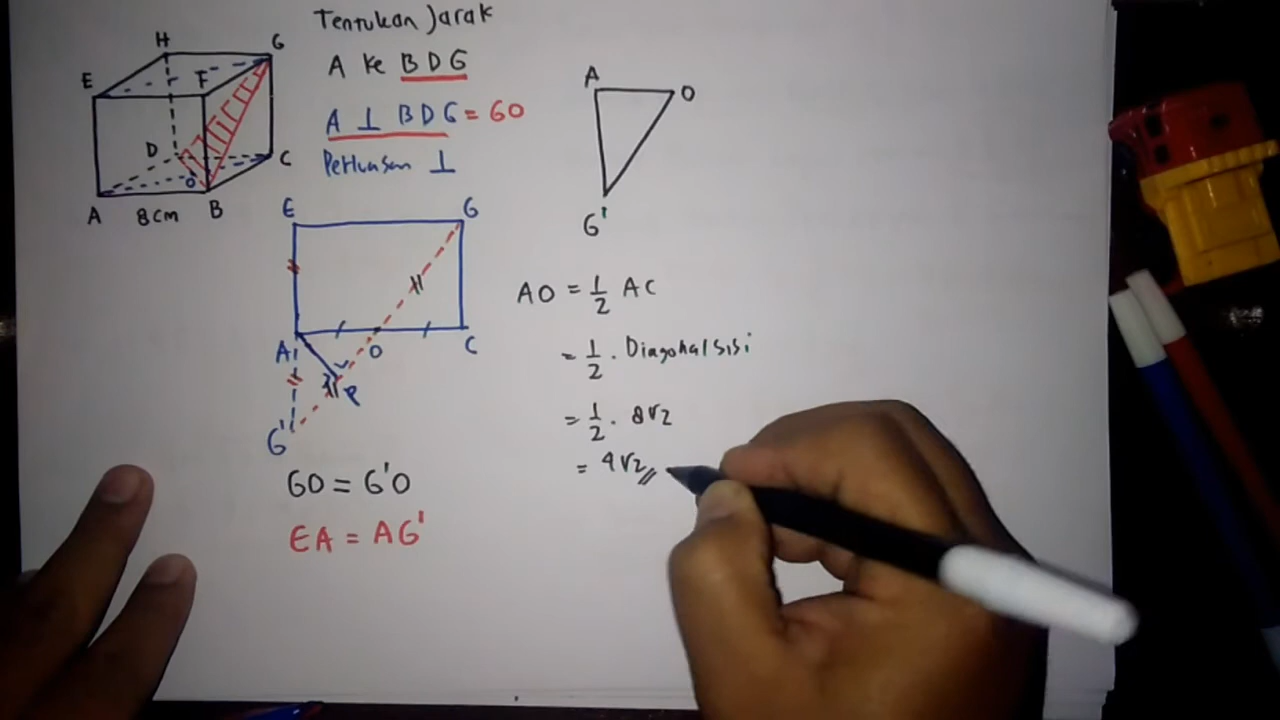 Tentukan Jarak
A ke BDG
A ⊥ BDG = GO
Perluasan ⊥
H
G
E
F
D
C
O
A
8cm
B
E
G
A
O
C
P
G'
GO = G'O
EA = AG'
A
O
G'
AO = 1/2 AC
= 1/2 . Diagonal sisi
= 1/2 . 8√2
= 4√2